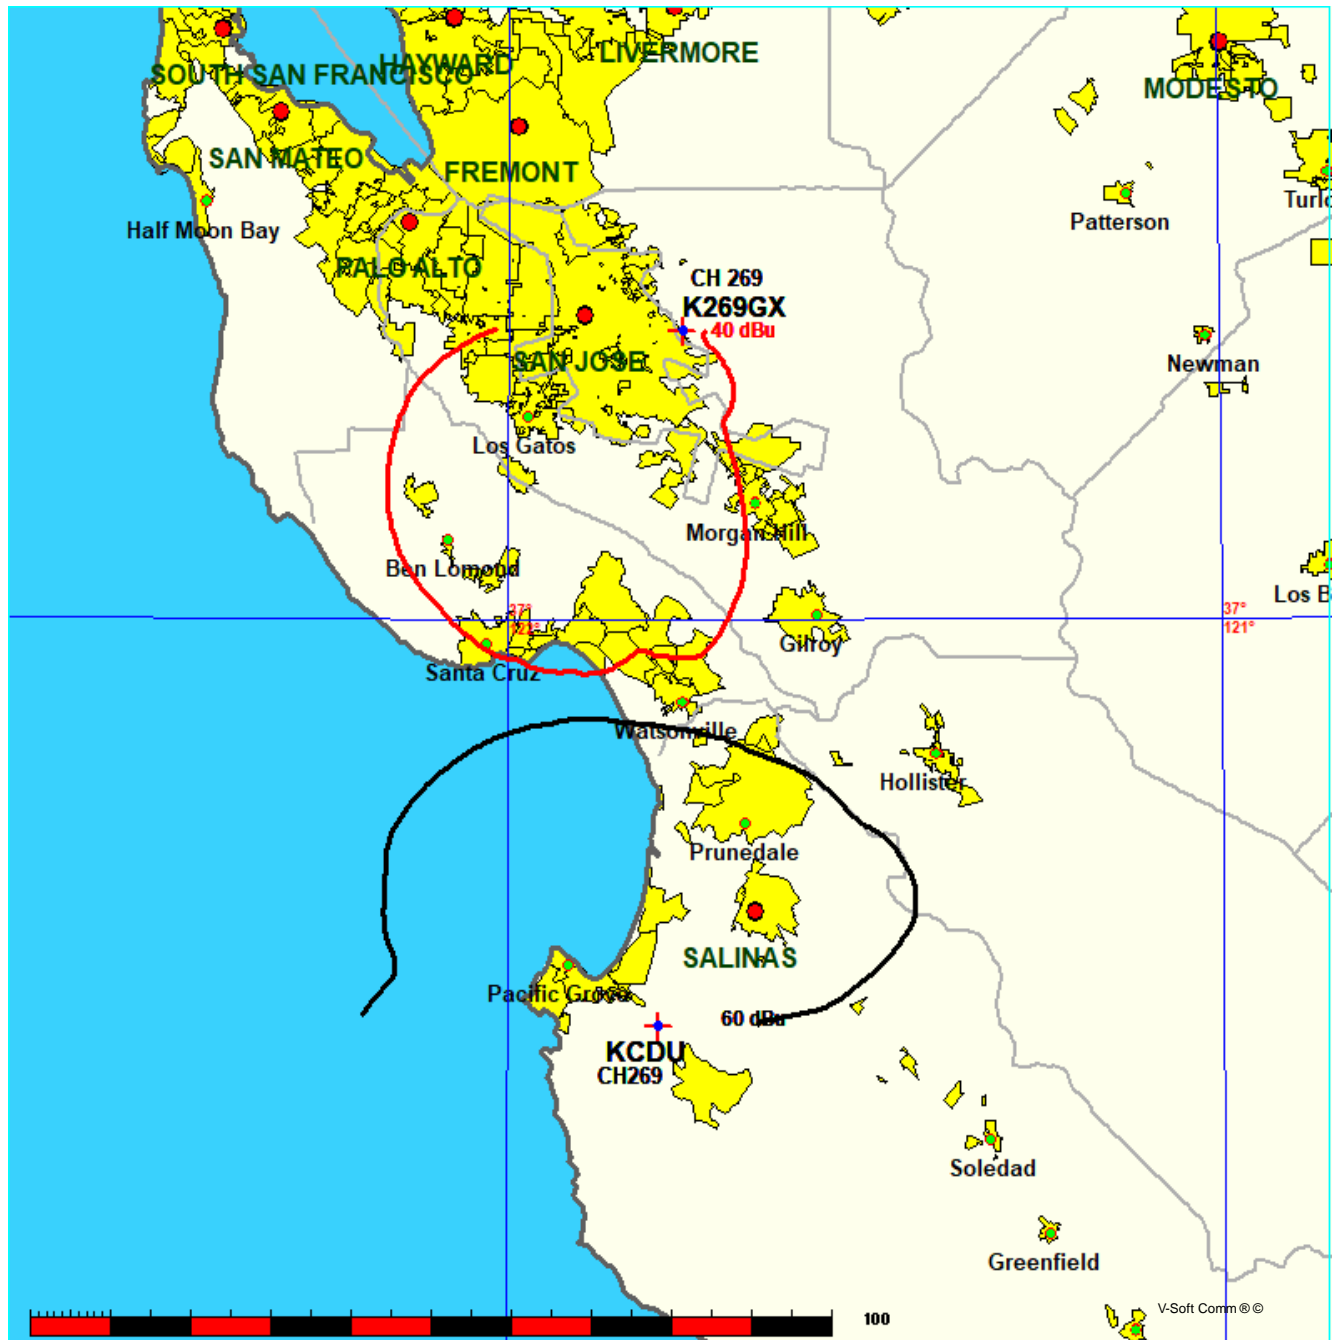 LIVERMORE
HAYWARD
SOUTH SAN FRANCISCO
MODESTO
SAN MATEO
FREMONT
Turlo
Patterson
Half Moon Bay
PALO ALTO
CH 269
K269GX
40 dBu
SAN JOSE
Newman
Los Gatos
Morgan Hill
Ben Lomond
Los B
37°
122°
37°
121°
Gilroy
Santa Cruz
Watsonville
Hollister
Prunedale
SALINAS
Pacific Grove
60 dBu
KCDU
CH269
Soledad
Greenfield
V-Soft Comm ® ©
100